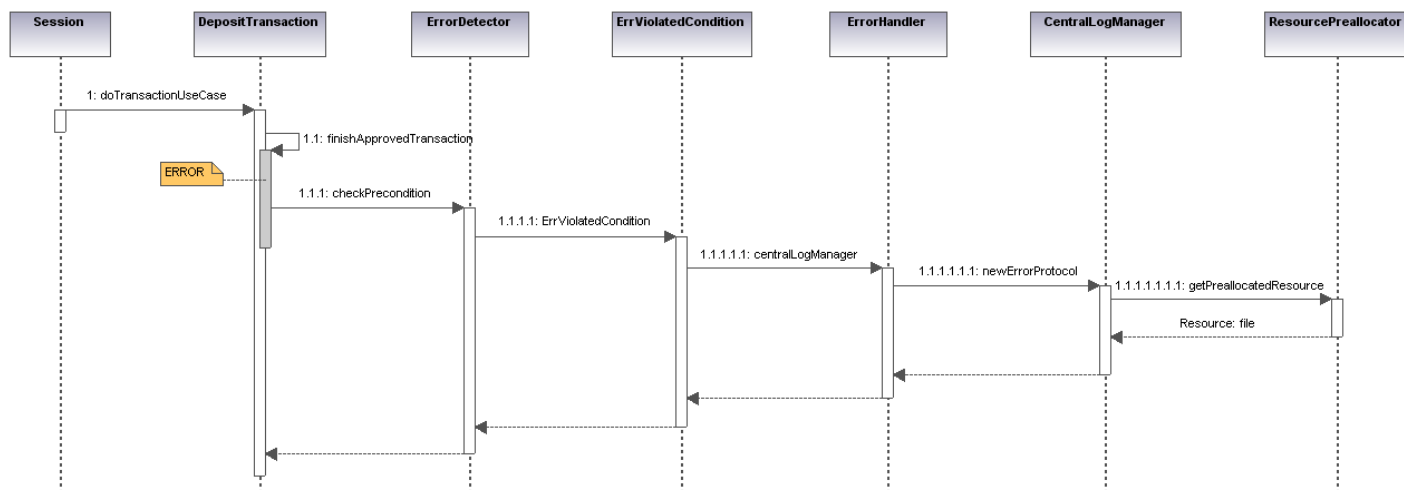 Session
DepositTransaction
ErrorDetector
ErrViolatedCondition
ErrorHandler
CentralLogManager
ResourcePreallocator
1: doTransactionUseCase
1.1: finishApprovedTransaction
ERROR
1.1.1: checkPrecondition
1.1.1.1: ErrViolatedCondition
1.1.1.1.1: centralLogManager
1.1.1.1.1.1: newErrorProtocol
1.1.1.1.1.1.1: getPreallocatedResource
Resource: file